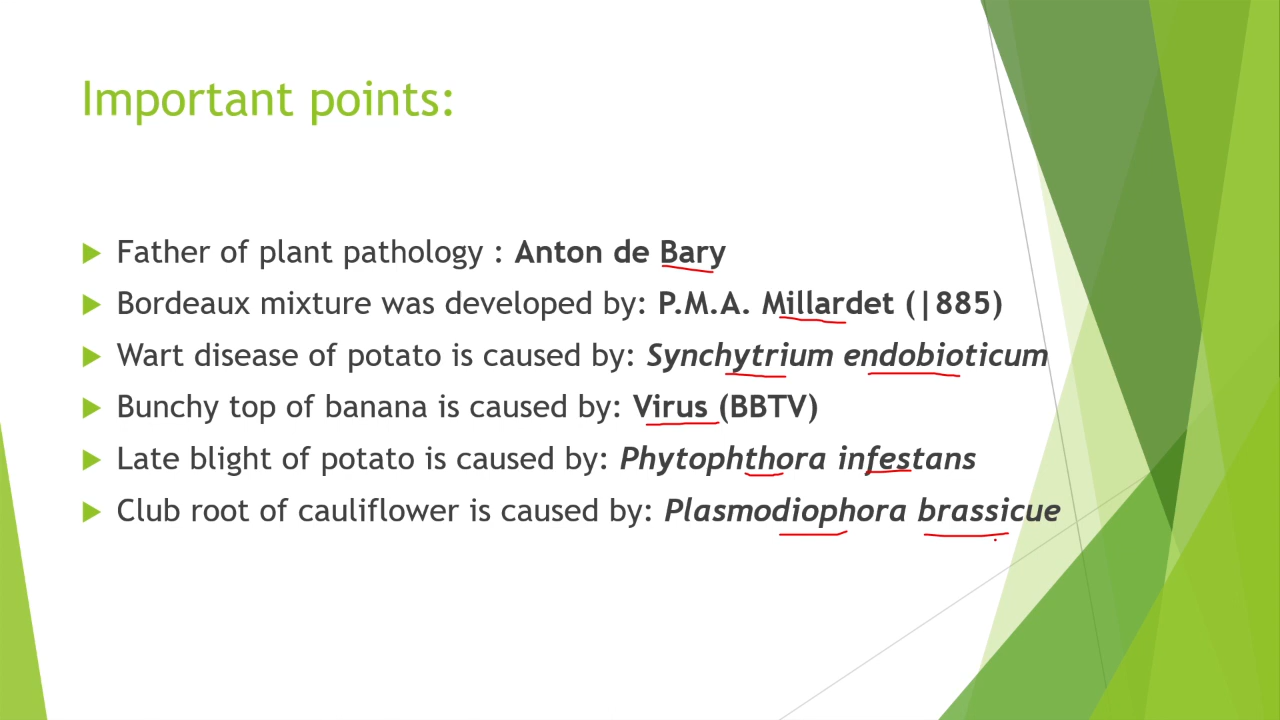 Important points:
Father of plant pathology : Anton de Bary
Bordeaux mixture was developed by: P.M.A. Millardet (|885)
Wart disease of potato is caused by: Synchytrium endobioticum
Bunchy top of banana is caused by: Virus (BBTV)
Late blight of potato is caused by: Phytophthora infestans
Club root of cauliflower is caused by: Plasmodiophora brassicue